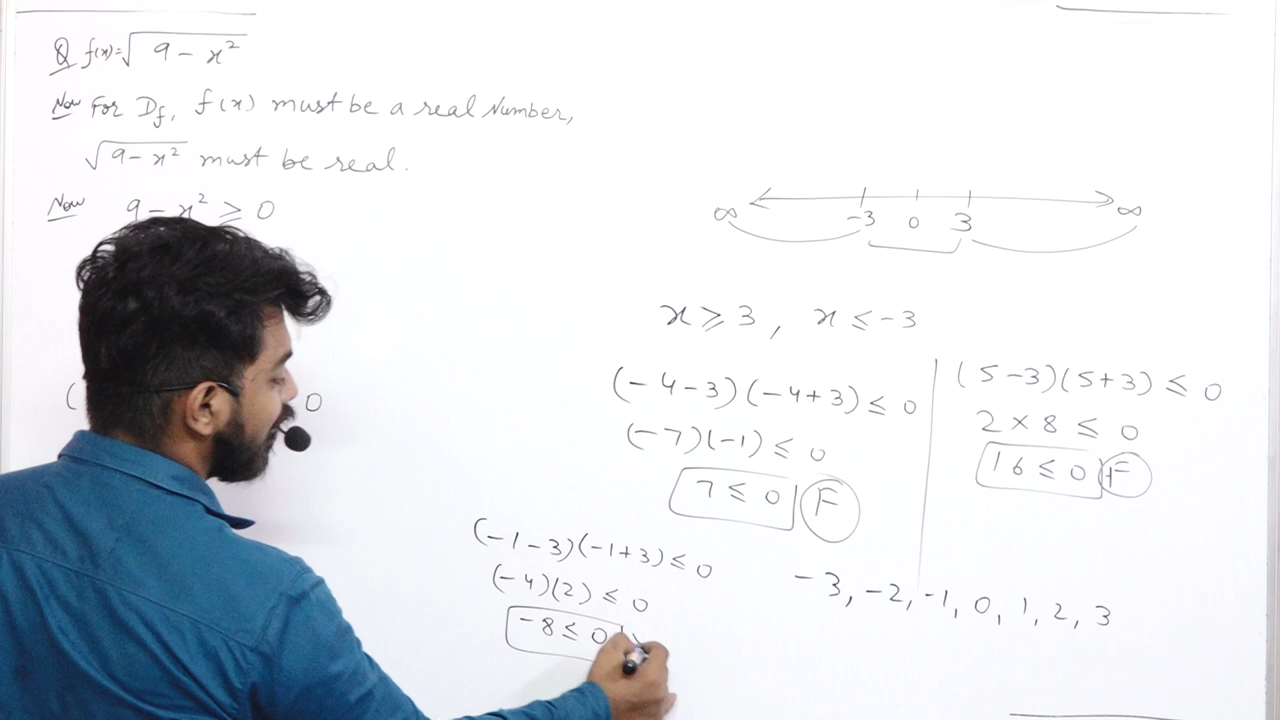 Q f(x)=√9-x²
Now For Df, f(x) must be a real Number,
√9-x² must be real.
Now 9-x² ≥ 0
( 0
∞ -3 0 3 ∞
x ≥ 3, x ≤ -3
(-4-3)(-4+3) ≤ 0
(-7)(-1) ≤ 0
7 ≤ 0 F
(5-3)(5+3) ≤ 0
2 × 8 ≤ 0
16 ≤ 0 F
(-1-3)(-1+3) ≤ 0
(-4)(2) ≤ 0
-8 ≤ 0
-3, -2, -1, 0, 1, 2, 3